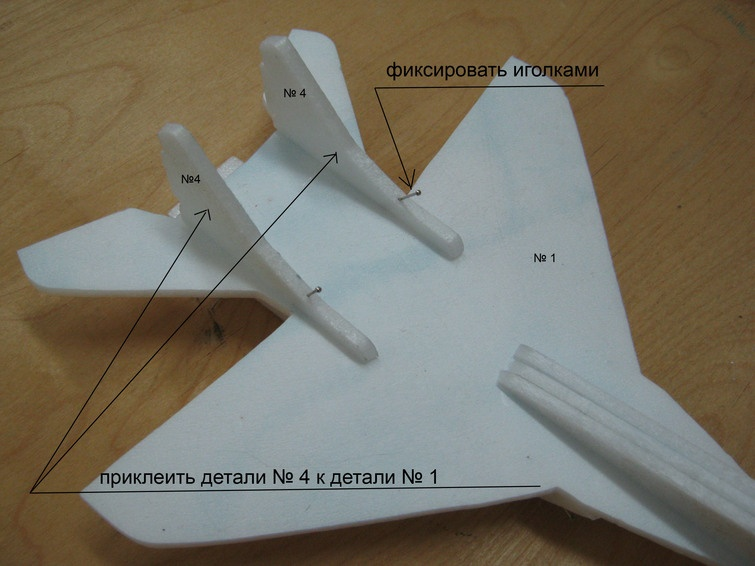 фиксировать иголками
№ 4
№4
№ 1
приклеить детали № 4 к детали № 1